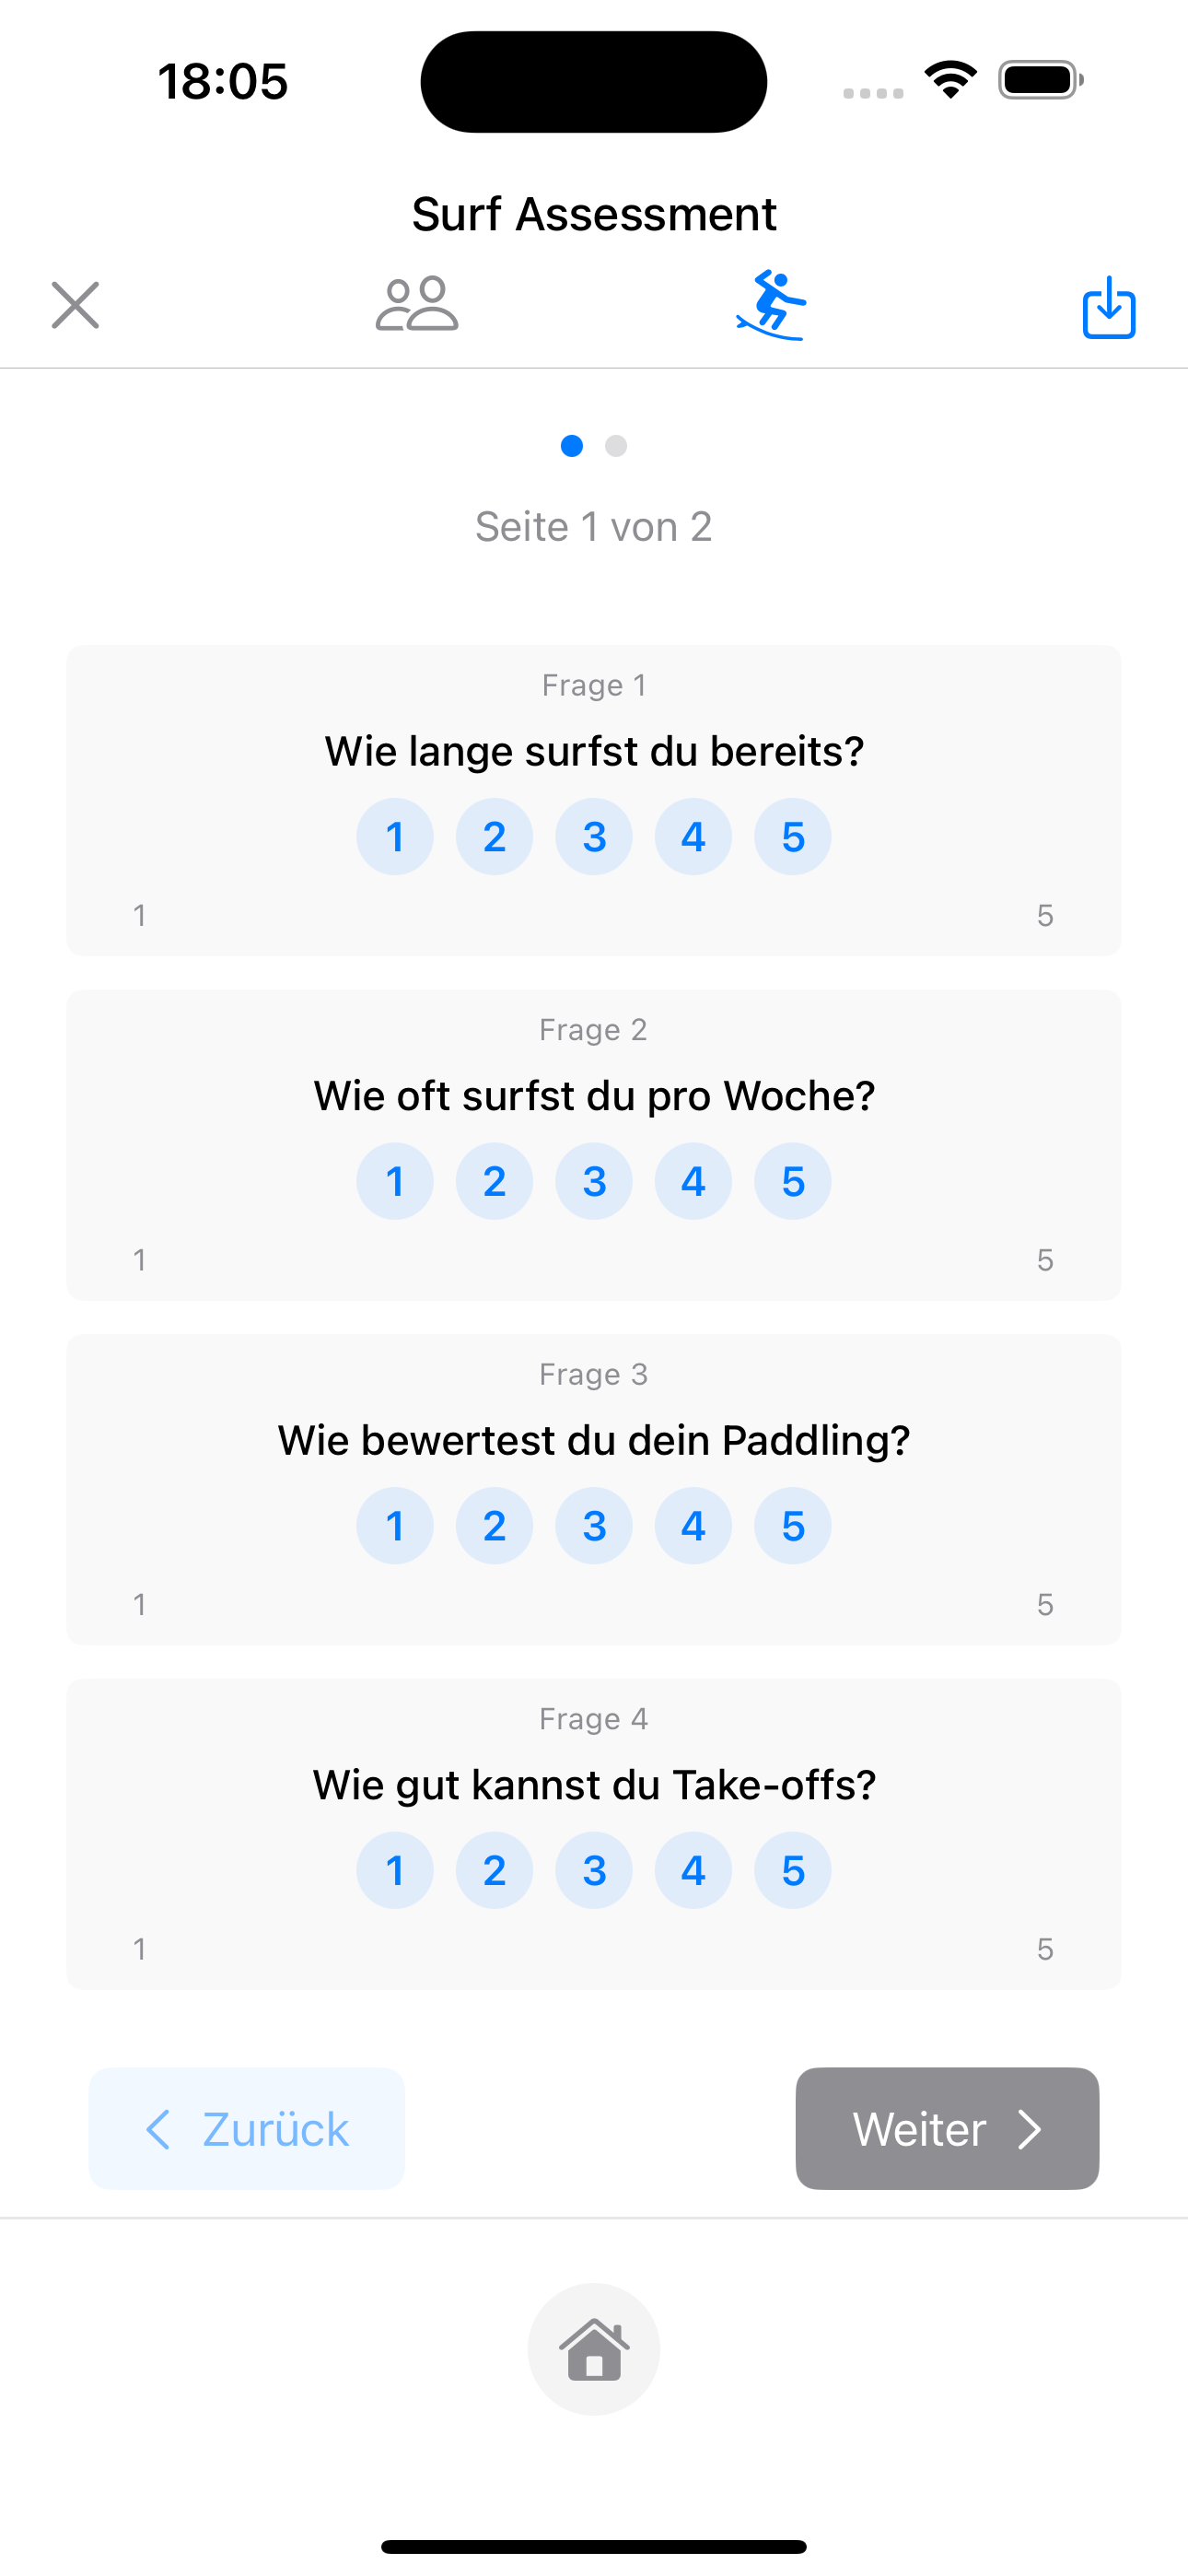 18:05
Surf Assessment
Seite 1 von 2
Frage 1
Wie lange surfst du bereits?
1 2 3 4 5
1 5
Frage 2
Wie oft surfst du pro Woche?
1 2 3 4 5
1 5
Frage 3
Wie bewertest du dein Paddling?
1 2 3 4 5
1 5
Frage 4
Wie gut kannst du Take-offs?
1 2 3 4 5
1 5
Zurück Weiter